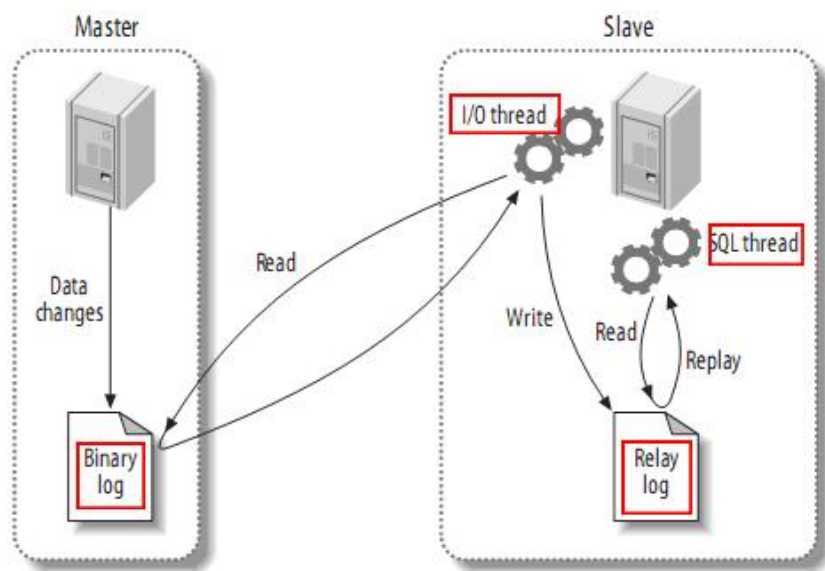 Master
Slave
I/O thread
SQL thread
Read
Data
changes
Write
Read
Replay
Binary
log
Relay
log